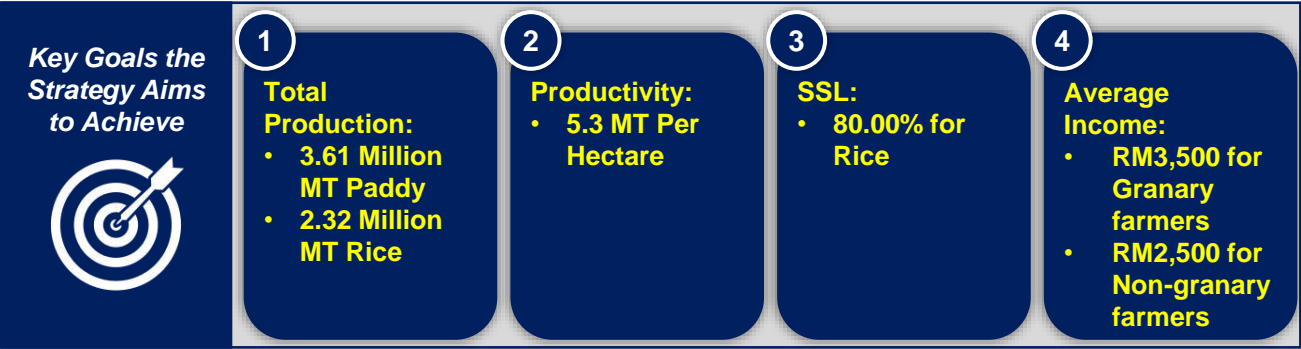 Key Goals the
Strategy Aims
to Achieve
1
Total
Production:
• 3.61 Million
MT Paddy
• 2.32 Million
MT Rice
2
Productivity:
• 5.3 MT Per
Hectare
3
SSL:
• 80.00% for
Rice
4
Average
Income:
• RM3,500 for
Granary
farmers
• RM2,500 for
Non-granary
farmers